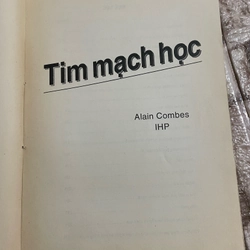 Tim mạch học
Alain Combes
IHP